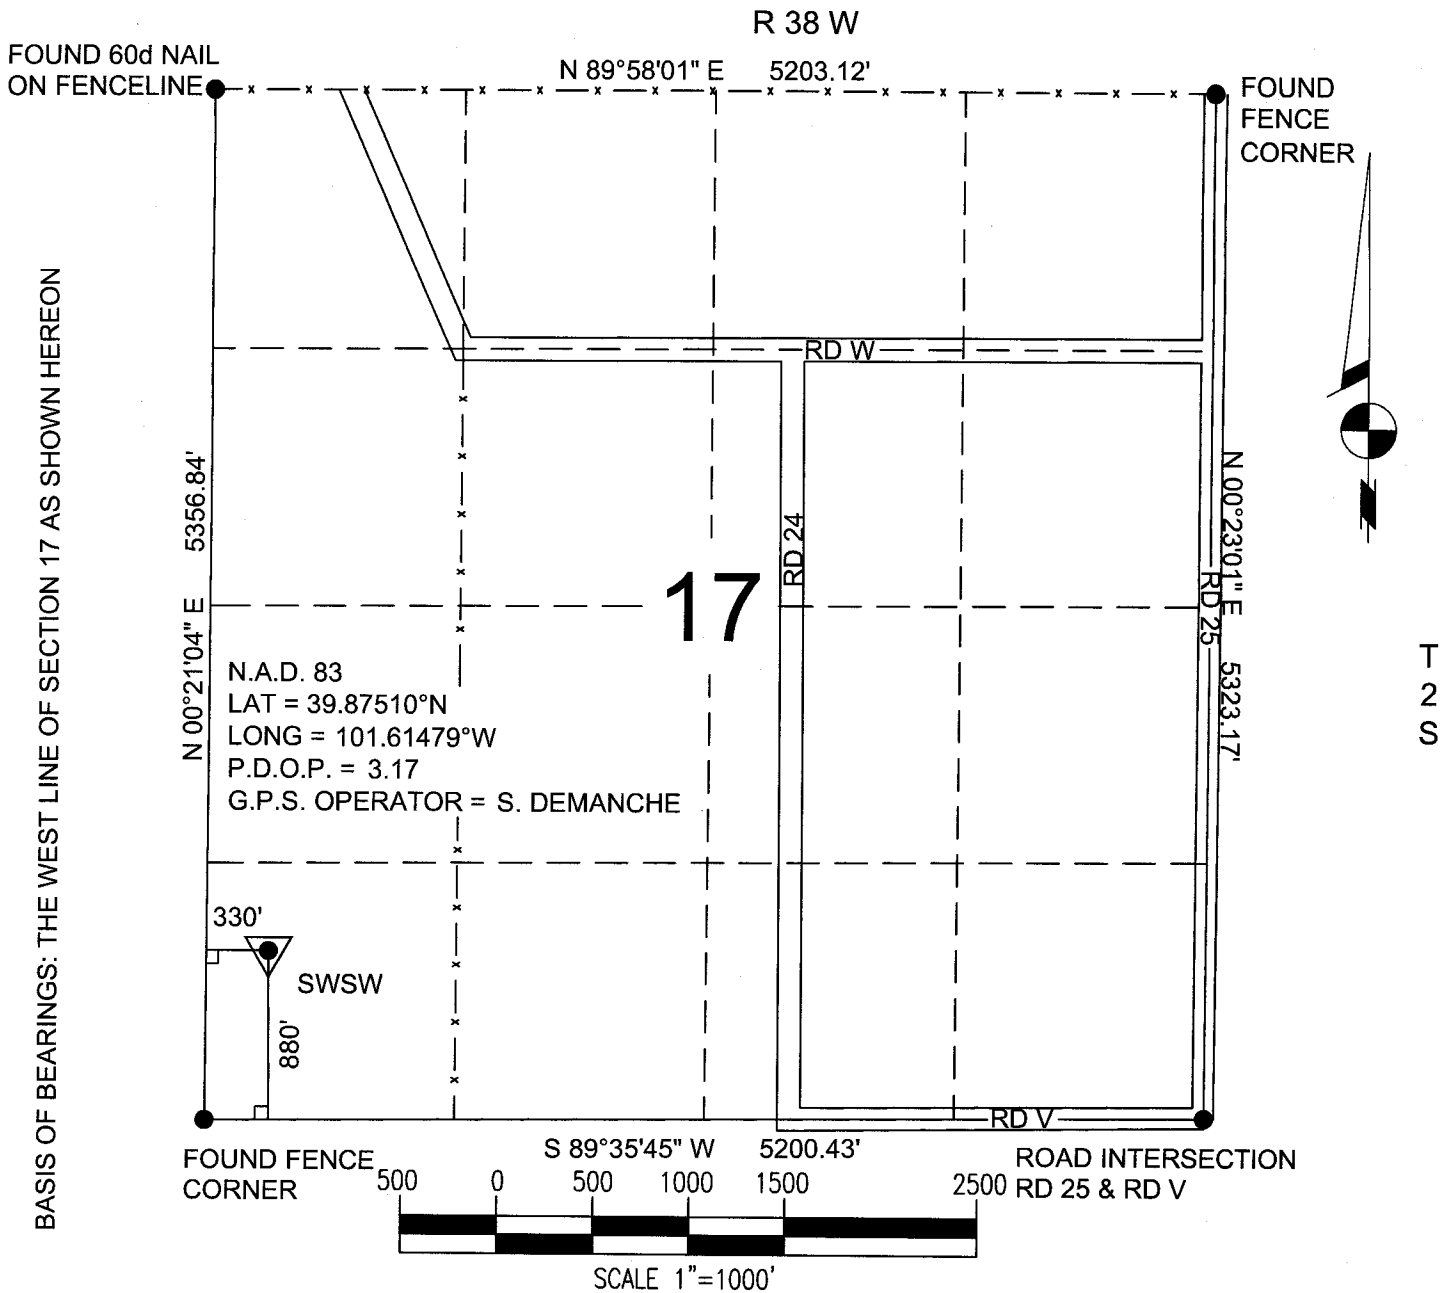 R 38 W
FOUND 60d NAIL
ON FENCELINE
N 89°58'01" E 5203.12'
FOUND
FENCE
CORNER
BASIS OF BEARINGS: THE WEST LINE OF SECTION 17 AS SHOWN HEREON
N 00°21'04" E 5356.84'
RD W
RD 24
17
N 00°23'01" E 5323.17'
RD 25
T
2
S
N.A.D. 83
LAT = 39.87510°N
LONG = 101.61479°W
P.D.O.P. = 3.17
G.P.S. OPERATOR = S. DEMANCHE
330'
SWSW
880'
RD V
S 89°35'45" W 5200.43'
FOUND FENCE
CORNER
ROAD INTERSECTION
RD 25 & RD V
500 0 500 1000 1500 2500
SCALE 1"=1000'